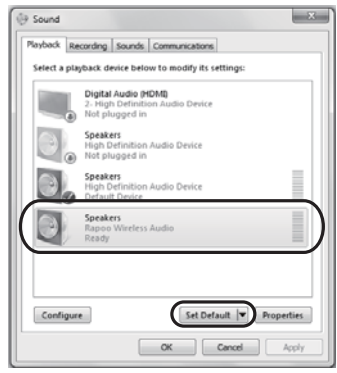 Sound
Playback Recording Sounds Communications
Select a playback device below to modify its settings:
Digital Audio (HDMI)
2- High Definition Audio Device
Not plugged in
Speakers
High Definition Audio Device
Not plugged in
Speakers
High Definition Audio Device
Default Device
Speakers
Rapoo Wireless Audio
Ready
Configure Set Default Properties
OK Cancel Apply